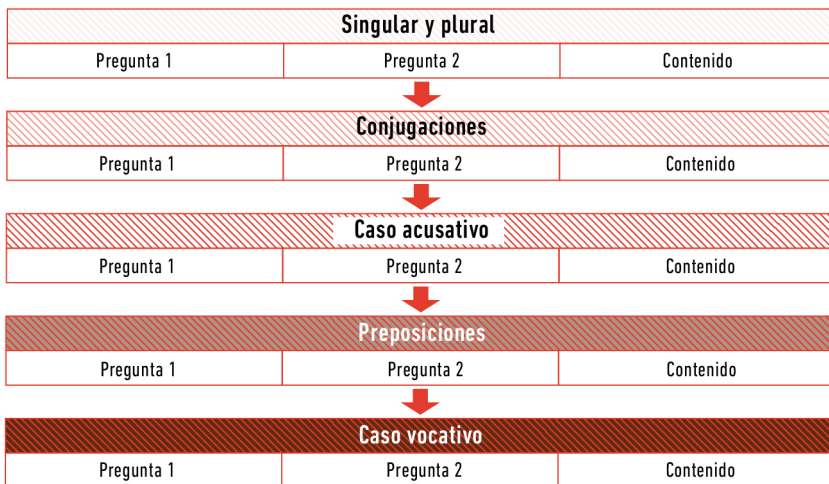 Singular y plural
Pregunta 1 Pregunta 2 Contenido
Conjugaciones
Pregunta 1 Pregunta 2 Contenido
Caso acusativo
Pregunta 1 Pregunta 2 Contenido
Preposiciones
Pregunta 1 Pregunta 2 Contenido
Caso vocativo
Pregunta 1 Pregunta 2 Contenido